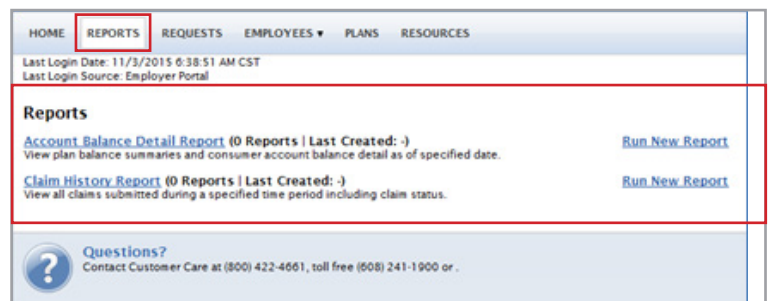 HOME REPORTS REQUESTS EMPLOYEES ▾ PLANS RESOURCES
Last Login Date: 11/3/2015 6:38:51 AM CST
Last Login Source: Employer Portal
Reports
Account Balance Detail Report (0 Reports | Last Created: -) Run New Report
View plan balance summaries and consumer account balance detail as of specified date.
Claim History Report (0 Reports | Last Created: -) Run New Report
View all claims submitted during a specified time period including claim status.
?
Questions?
Contact Customer Care at (800) 422-4661, toll free (608) 241-1900 or .